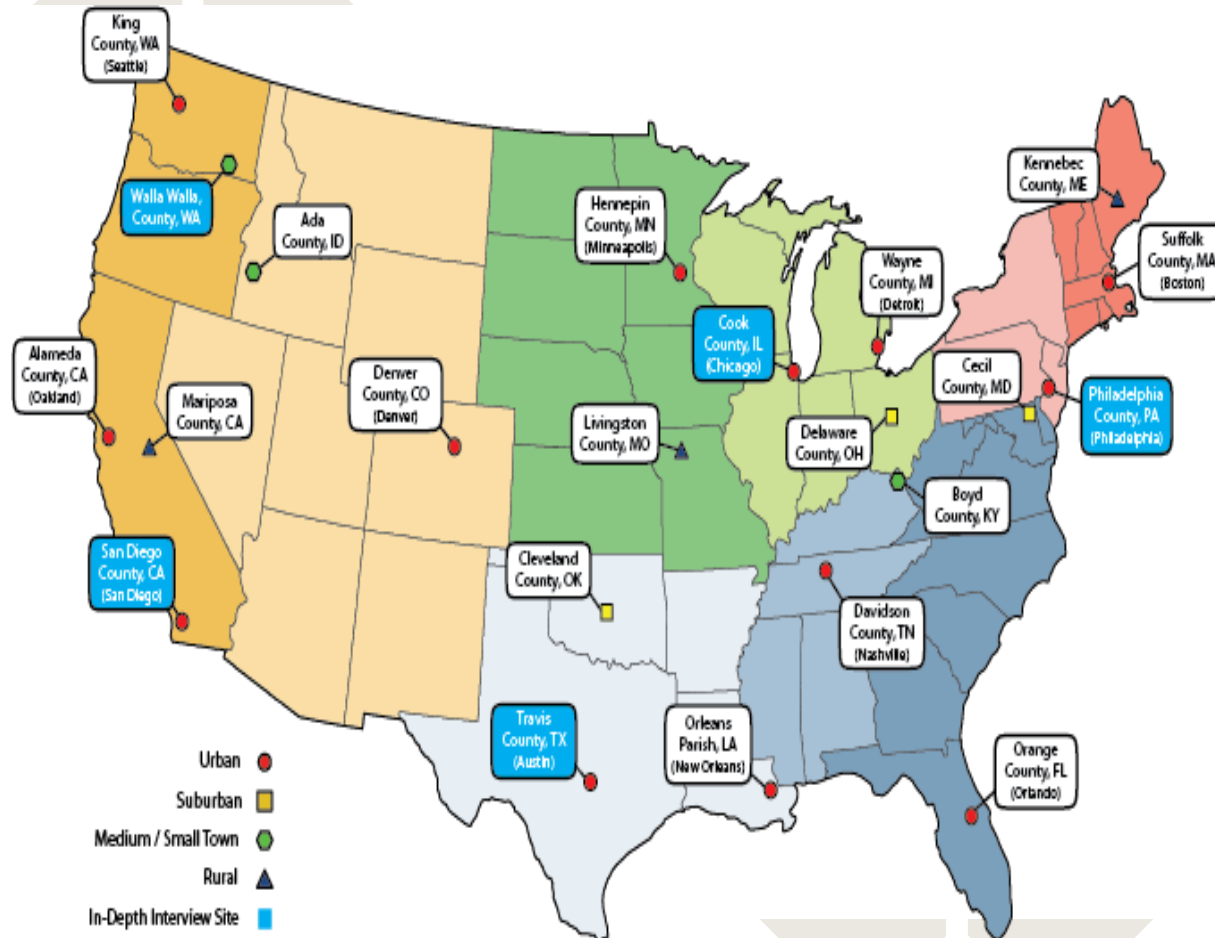 King
County, WA
(Seattle)
Walla Walla,
County, WA
Ada
County, ID
Hennepin
County, MN
(Minneapolis)
Kennebec
County, ME
Wayne
County, MI
(Detroit)
Suffolk
County, MA
(Boston)
Cook
County, IL
(Chicago)
Alameda
County, CA
(Oakland)
Mariposa
County, CA
Denver
County, CO
(Denver)
Livingston
County, MO
Cecil
County, MD
Philadelphia
County, PA
(Philadelphia)
Delaware
County, OH
Boyd
County, KY
San Diego
County, CA
(San Diego)
Cleveland
County, OK
Davidson
County, TN
(Nashville)
Travis
County, TX
(Austin)
Orleans
Parish, LA
(New Orleans)
Orange
County, FL
(Orlando)
Urban
Suburban
Medium / Small Town
Rural
In-Depth Interview Site